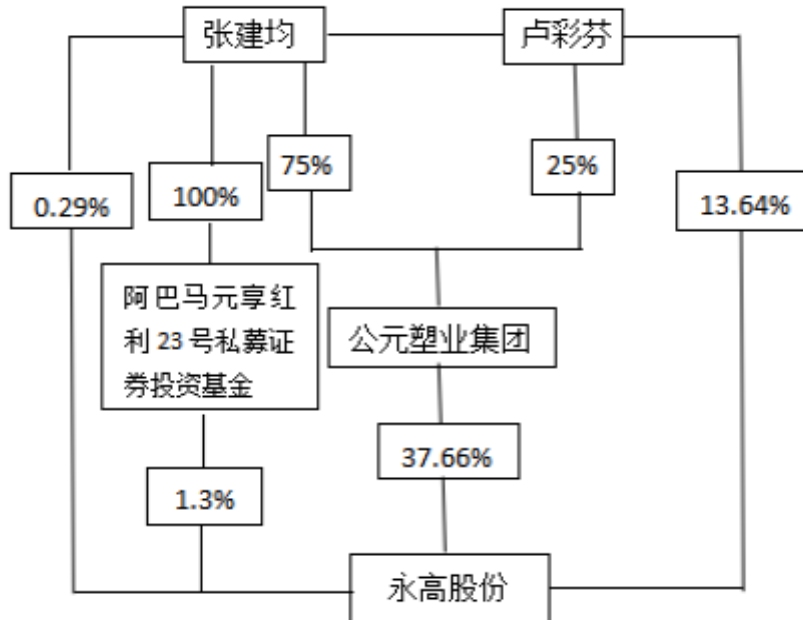 张建均
卢彩芬
75%
25%
0.29%
100%
13.64%
阿巴马元享红
利 23 号私募证
券投资基金
公元塑业集团
37.66%
1.3%
永高股份